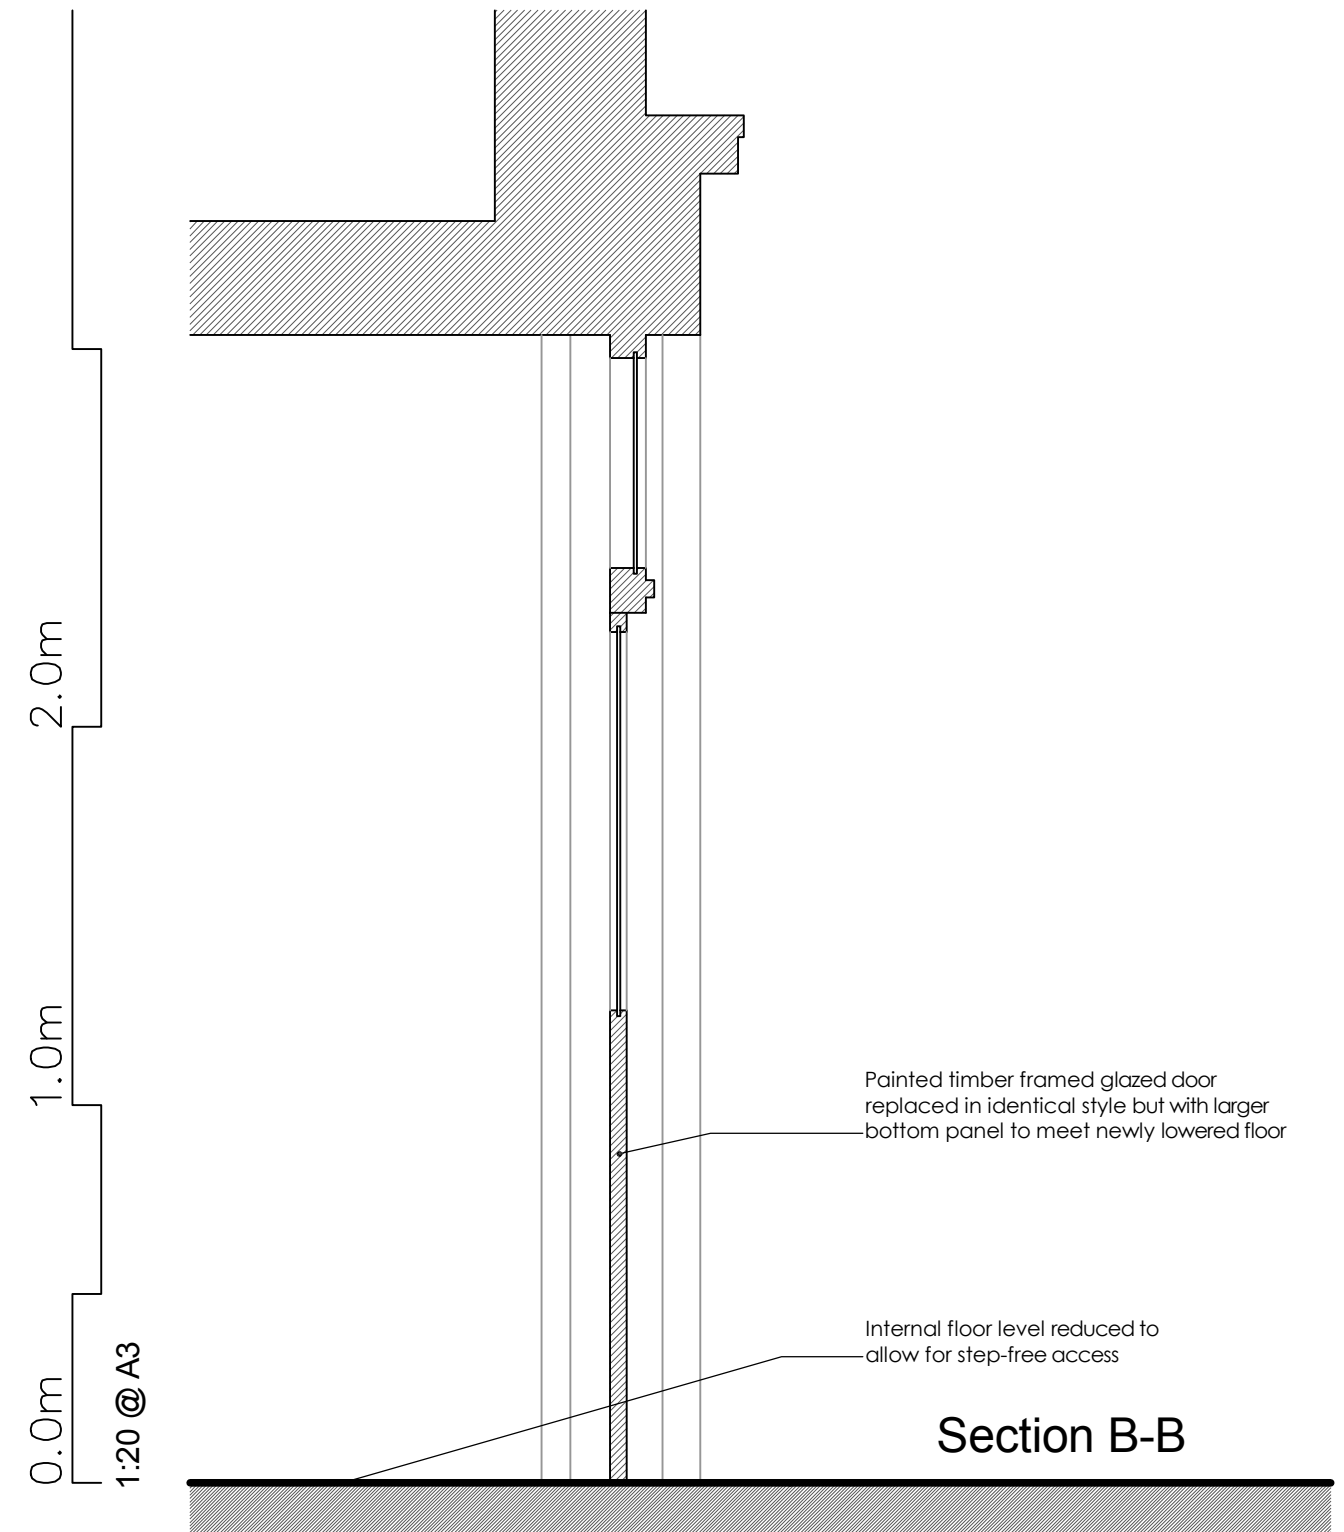 2.0m
1.0m
0.0m
1:20 @ A3
Painted timber framed glazed door
replaced in identical style but with larger
bottom panel to meet newly lowered floor
Internal floor level reduced to
allow for step-free access
Section B-B